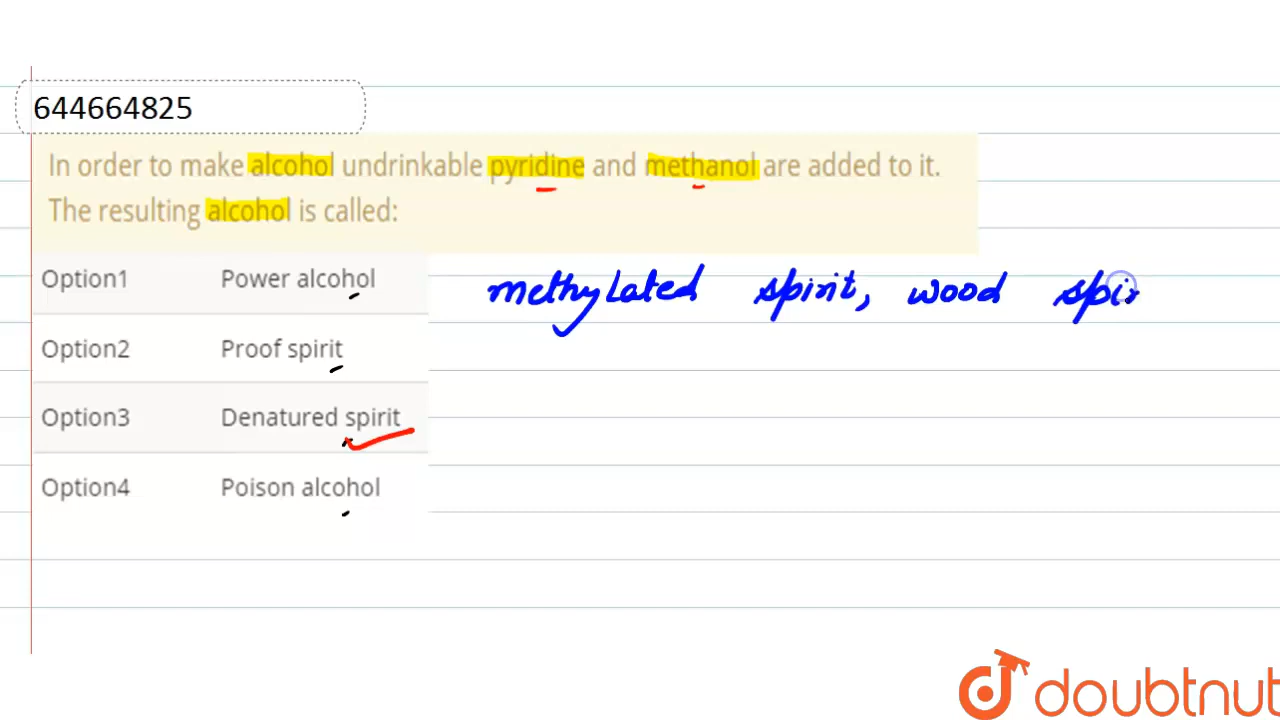 644664825
In order to make alcohol undrinkable pyridine and methanol are added to it.
The resulting alcohol is called:
Option1 Power alcohol
methylated spirit, wood spir
Option2 Proof spirit
Option3 Denatured spirit
Option4 Poison alcohol
doubtnut